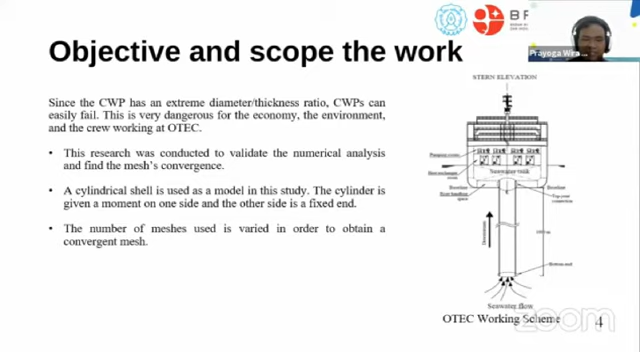 Objective and scope the work
Since the CWP has an extreme diameter/thickness ratio, CWPs can
easily fail. This is very dangerous for the economy, the environment,
and the crew working at OTEC.
• This research was conducted to validate the numerical analysis
and find the mesh's convergence.
• A cylindrical shell is used as a model in this study. The cylinder is
given a moment on one side and the other side is a fixed end.
• The number of meshes used is varied in order to obtain a
convergent mesh.
Prayoga Wira
STERN ELEVATION
Seawater tank
Bottom end
Seawater flow
OTEC Working Scheme
zoom
4